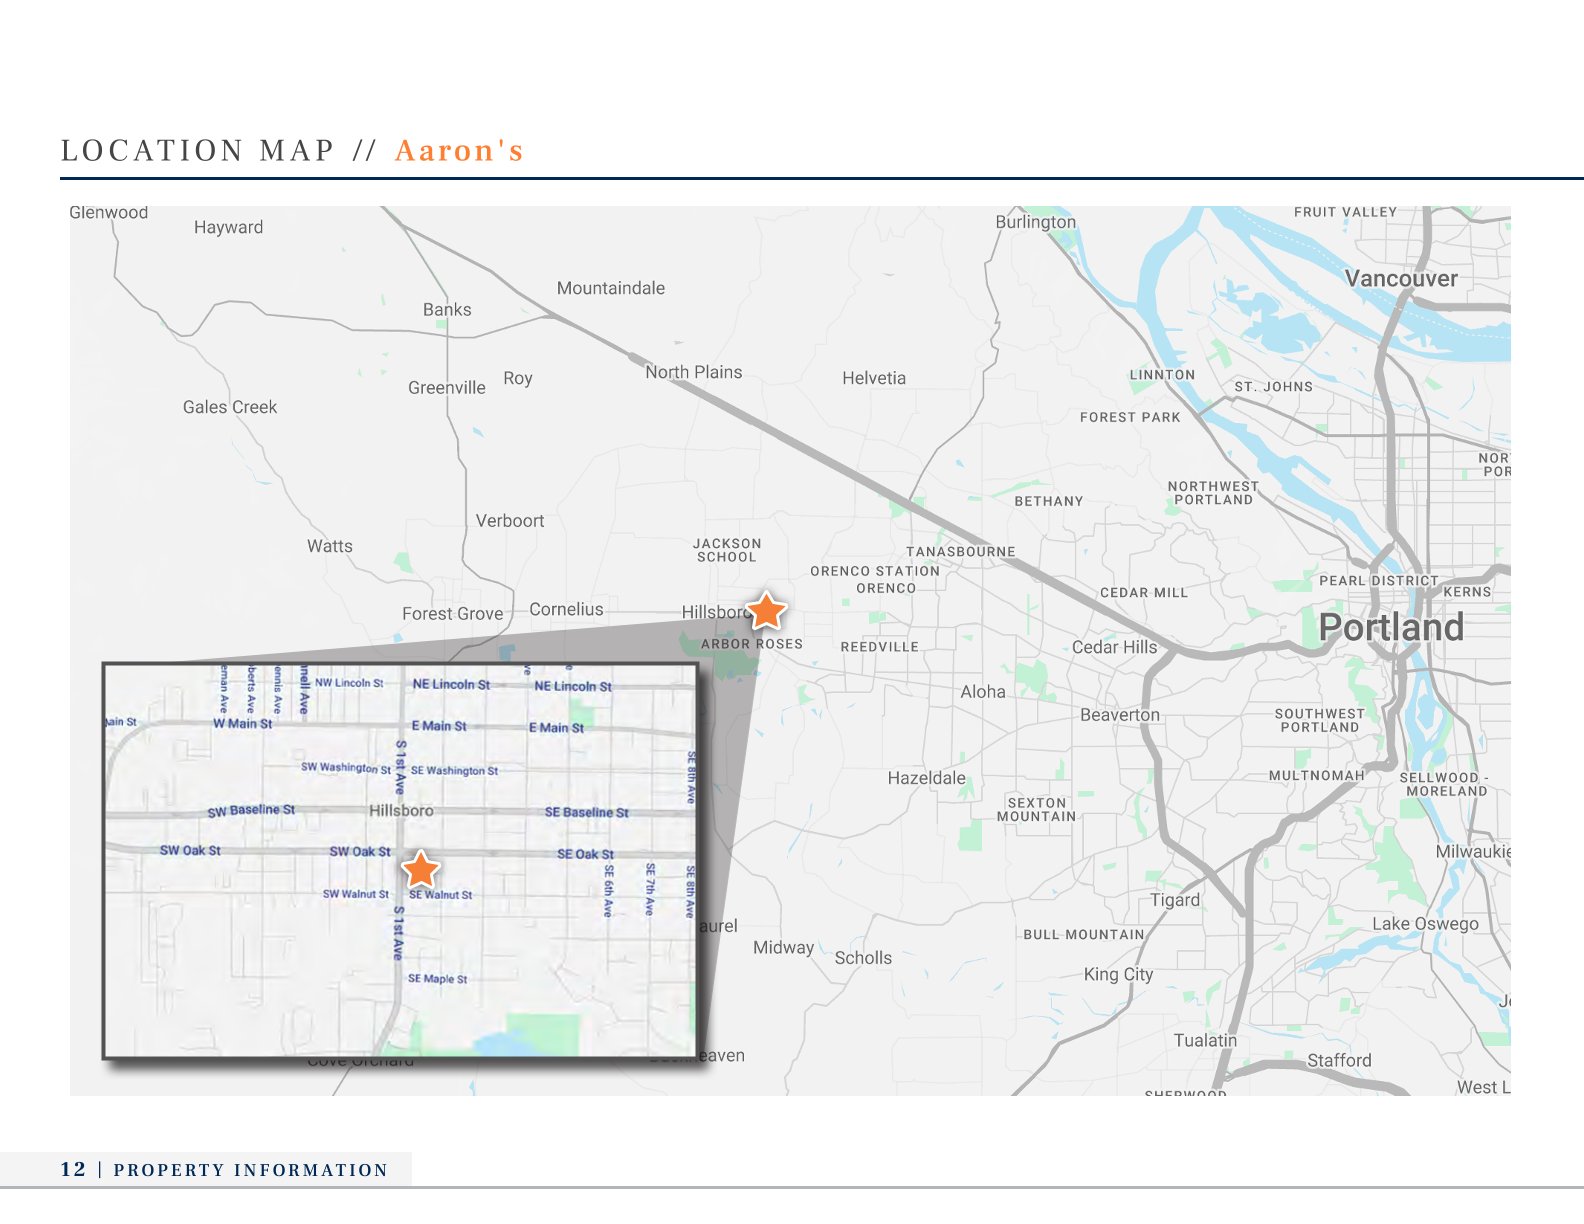 LOCATION MAP // Aaron's
Glenwood
Hayward
Burlington
FRUIT VALLEY
Vancouver
Mountaindale
Banks
North Plains
Helvetia
LINNTON
ST. JOHNS
Roy
Greenville
Gales Creek
FOREST PARK
NORTHWEST
PORTLAND
BETHANY
Verboort
Watts
JACKSON
SCHOOL
TANASBOURNE
ORENCO STATION
ORENCO
CEDAR MILL
PEARL DISTRICT
KERNS
Forest Grove
Cornelius
Hillsboro
Portland
ARBOR ROSES
REEDVILLE
Cedar Hills
Aloha
Beaverton
SOUTHWEST
PORTLAND
Hazeldale
MULTNOMAH
SELLWOOD -
MORELAND
SEXTON
MOUNTAIN
Milwaukie
Tigard
Lake Oswego
BULL MOUNTAIN
Midway
Scholls
King City
Tualatin
Stafford
West L
SHERWOOD
Cove Orchard
NW Lincoln St
NE Lincoln St
NE Lincoln St
W Main St
E Main St
E Main St
S 1st Ave
SW Washington St
SE Washington St
SE 8th Ave
SW Baseline St
Hillsboro
SE Baseline St
SW Oak St
SW Oak St
SE Oak St
SW Walnut St
SE Walnut St
SE 6th Ave
SE 7th Ave
SE 8th Ave
S 1st Ave
SE Maple St
12 | PROPERTY INFORMATION